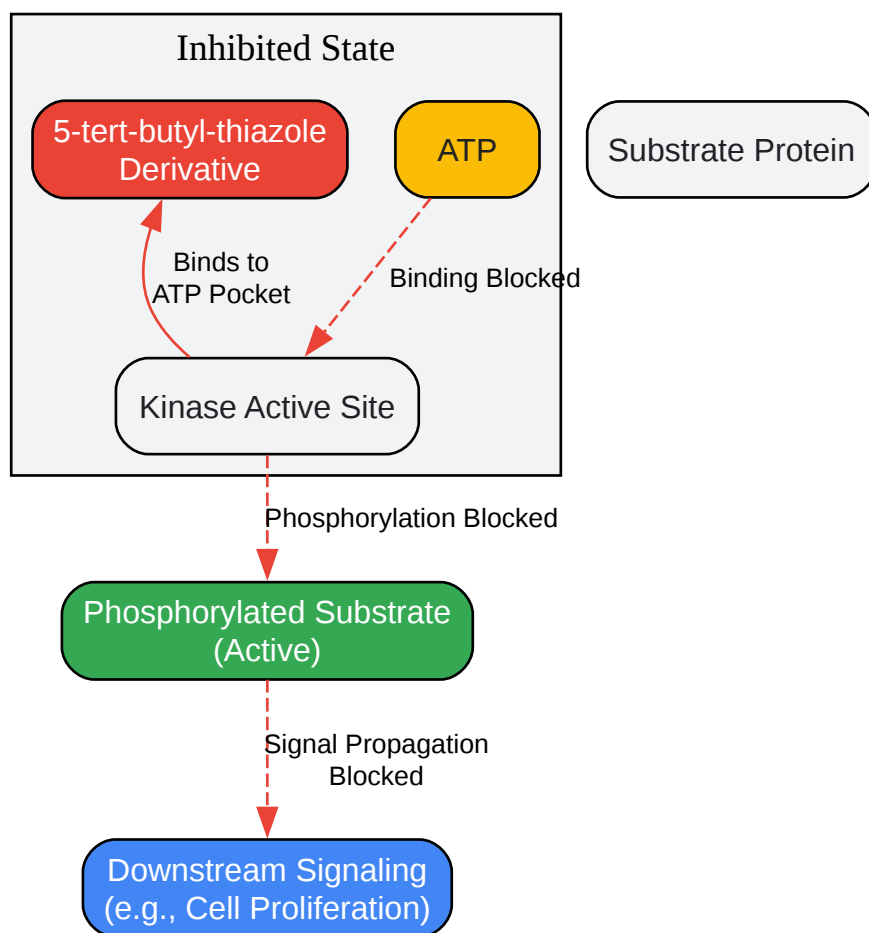 Inhibited State
5-tert-butyl-thiazole
Derivative
ATP
Substrate Protein
Binds to
ATP Pocket
Binding Blocked
Kinase Active Site
Phosphorylation Blocked
Phosphorylated Substrate
(Active)
Signal Propagation
Blocked
Downstream Signaling
(e.g., Cell Proliferation)